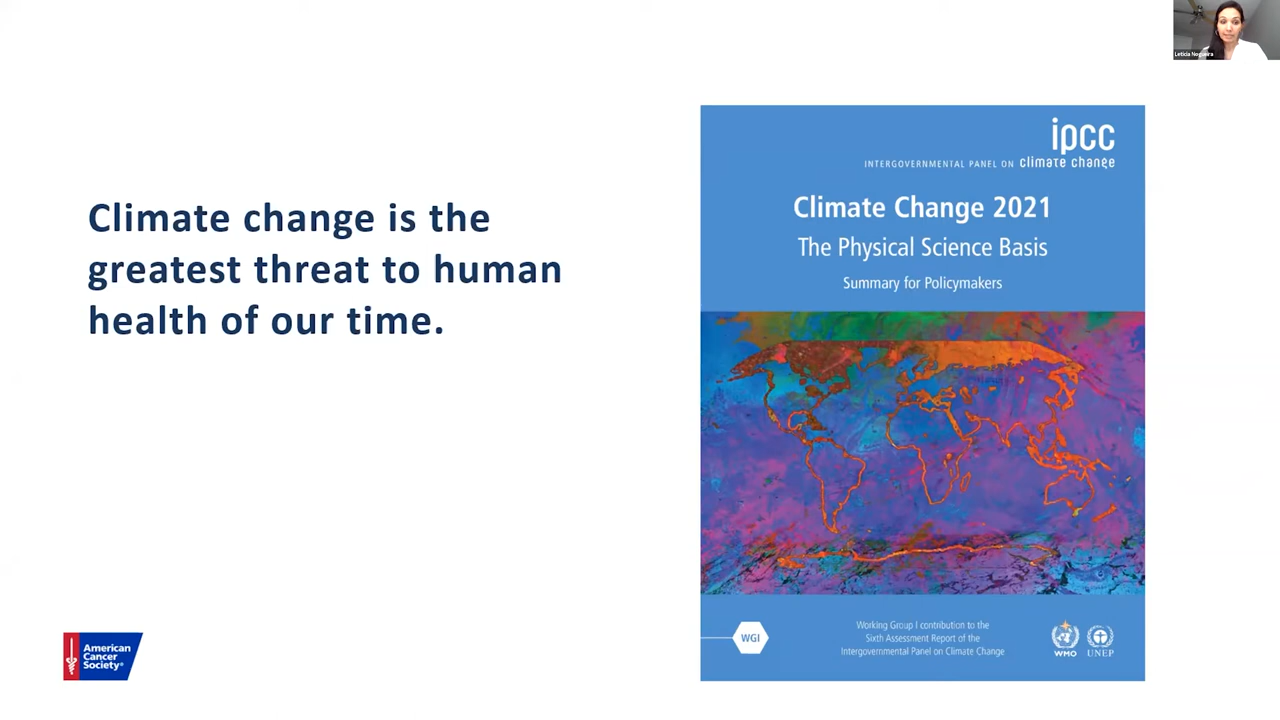 Leticia Nogueira
Climate change is the
greatest threat to human
health of our time.
ipcc
INTERGOVERNMENTAL PANEL ON climate change
Climate Change 2021
The Physical Science Basis
Summary for Policymakers
WGI
Working Group I contribution to the
Sixth Assessment Report of the
Intergovernmental Panel on Climate Change
WMO
UNEP
American
Cancer
Society®